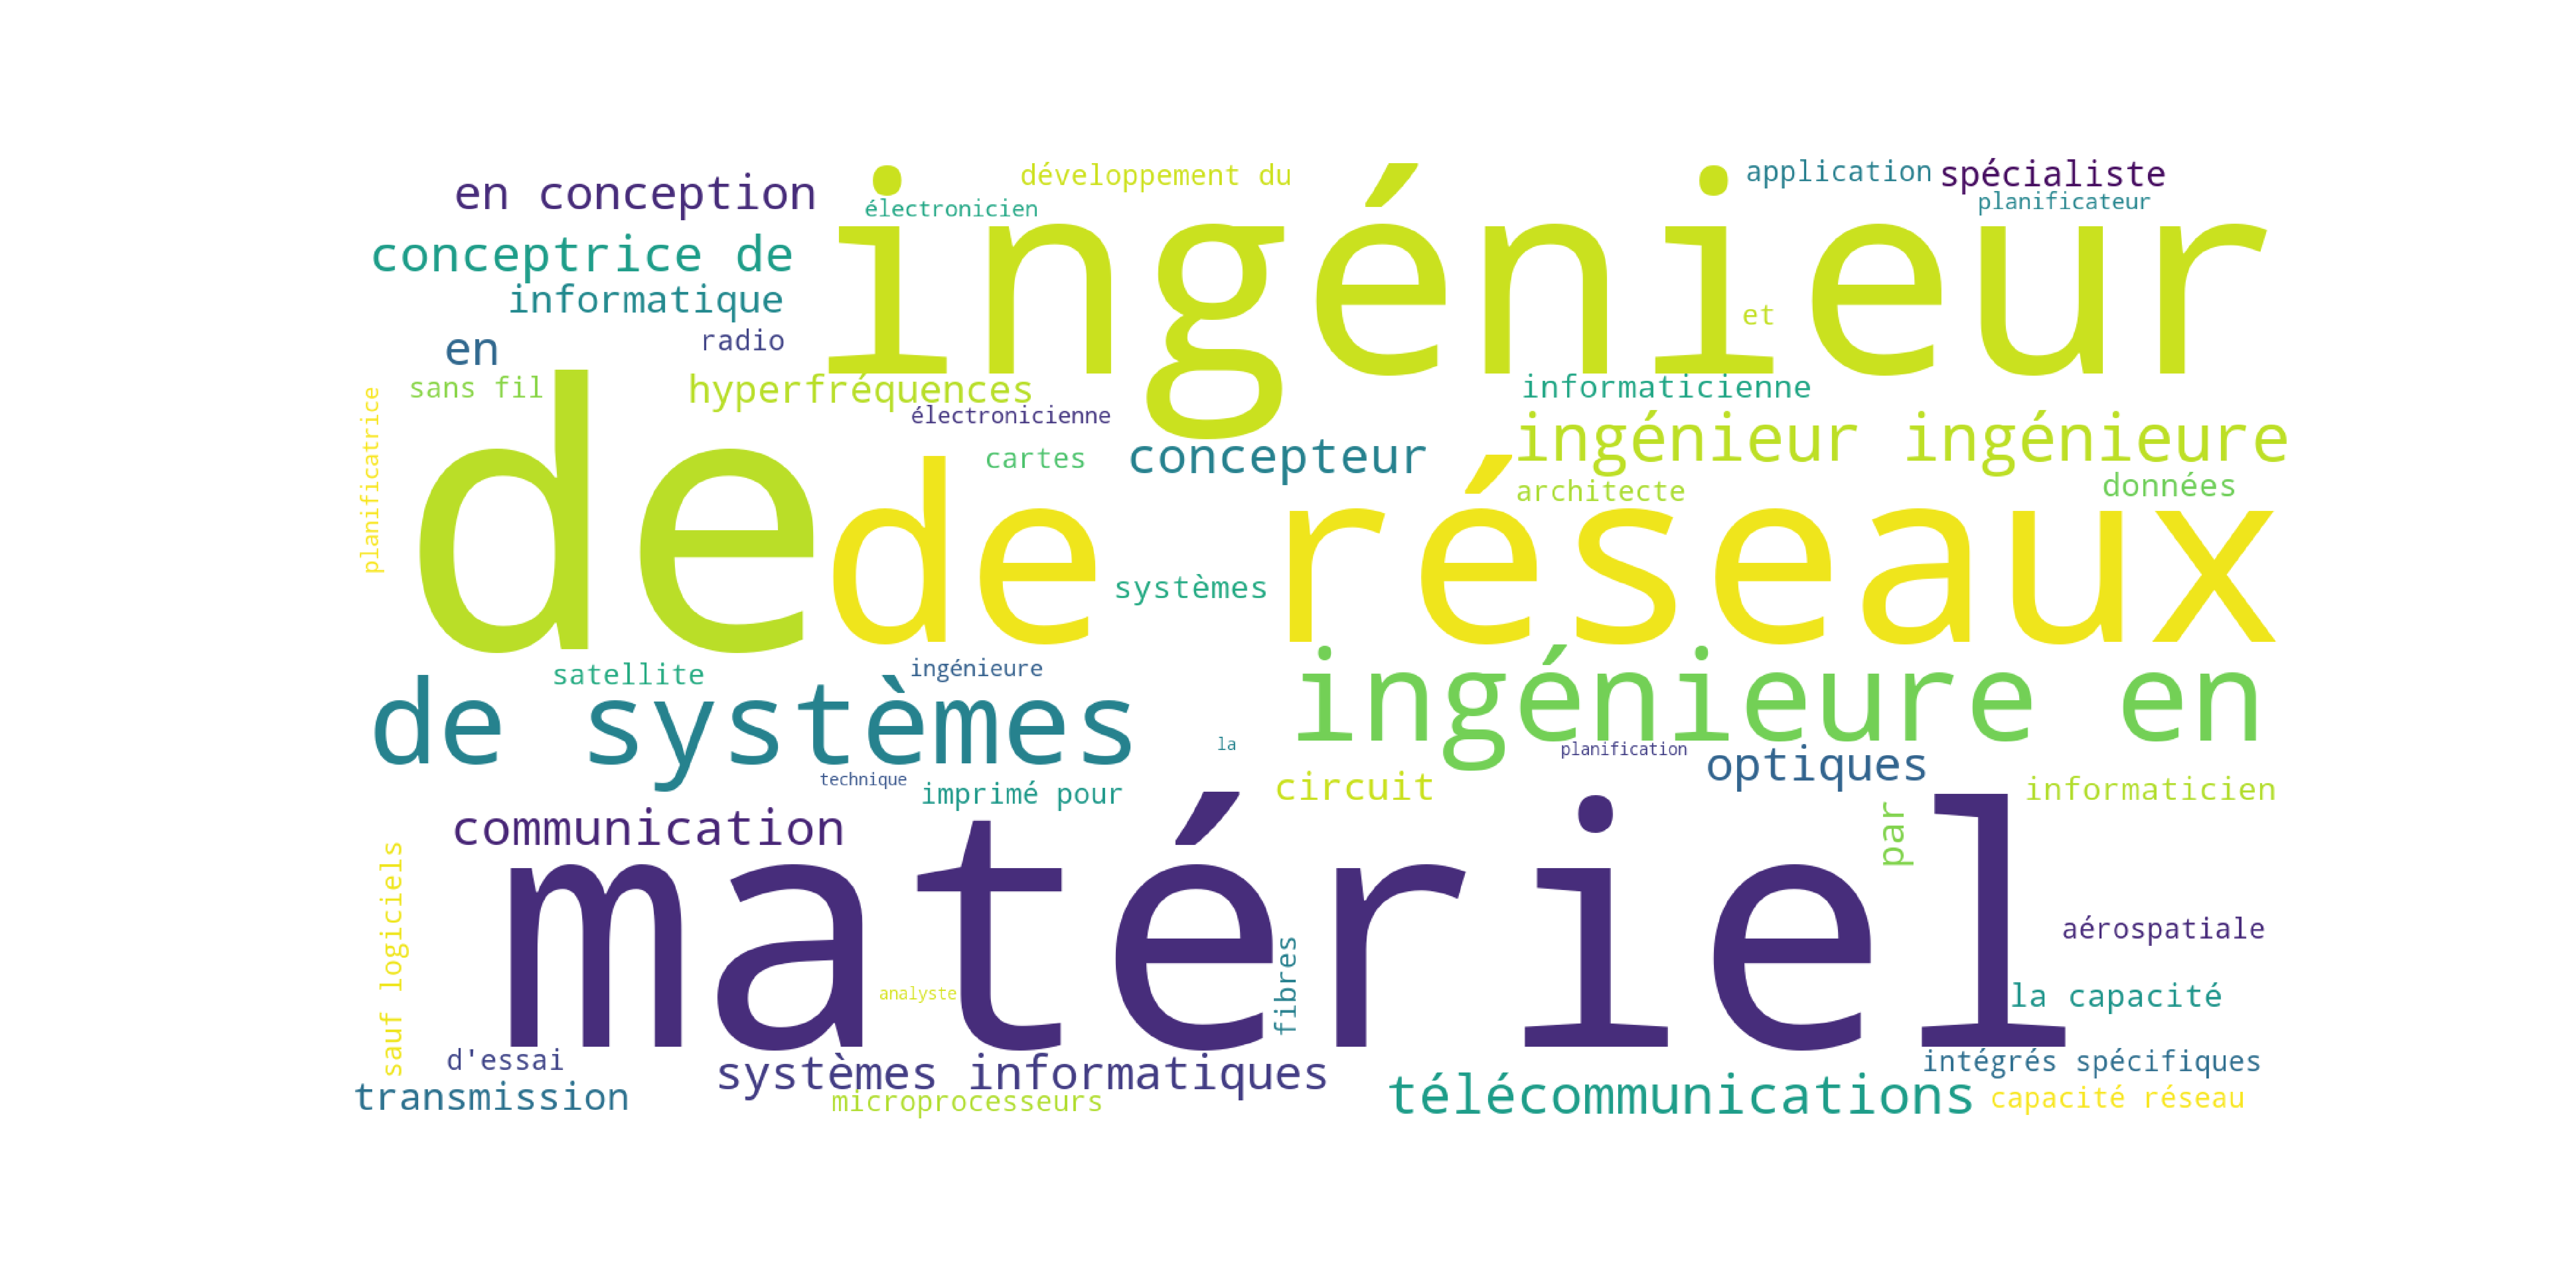 développement du
application
spécialiste
en conception
électronicien
planificateur
ingénieur
conceptrice de
informatique
et
radio
en
sans fil
hyperfréquences
informaticienne
planificatrice
électronicienne
ingénieur ingénieure
cartes
concepteur
architecte
données
de
de réseaux
systèmes
satellite
ingénieure
ingénieure en
de systèmes
la
planification
optiques
technique
imprimé pour
circuit
informaticien
communication
par
matériel
sauf logiciels
aérospatiale
fibres
analyste
la capacité
d'essai
systèmes informatiques
intégrés spécifiques
transmission
microprocesseurs
télécommunications
capacité réseau